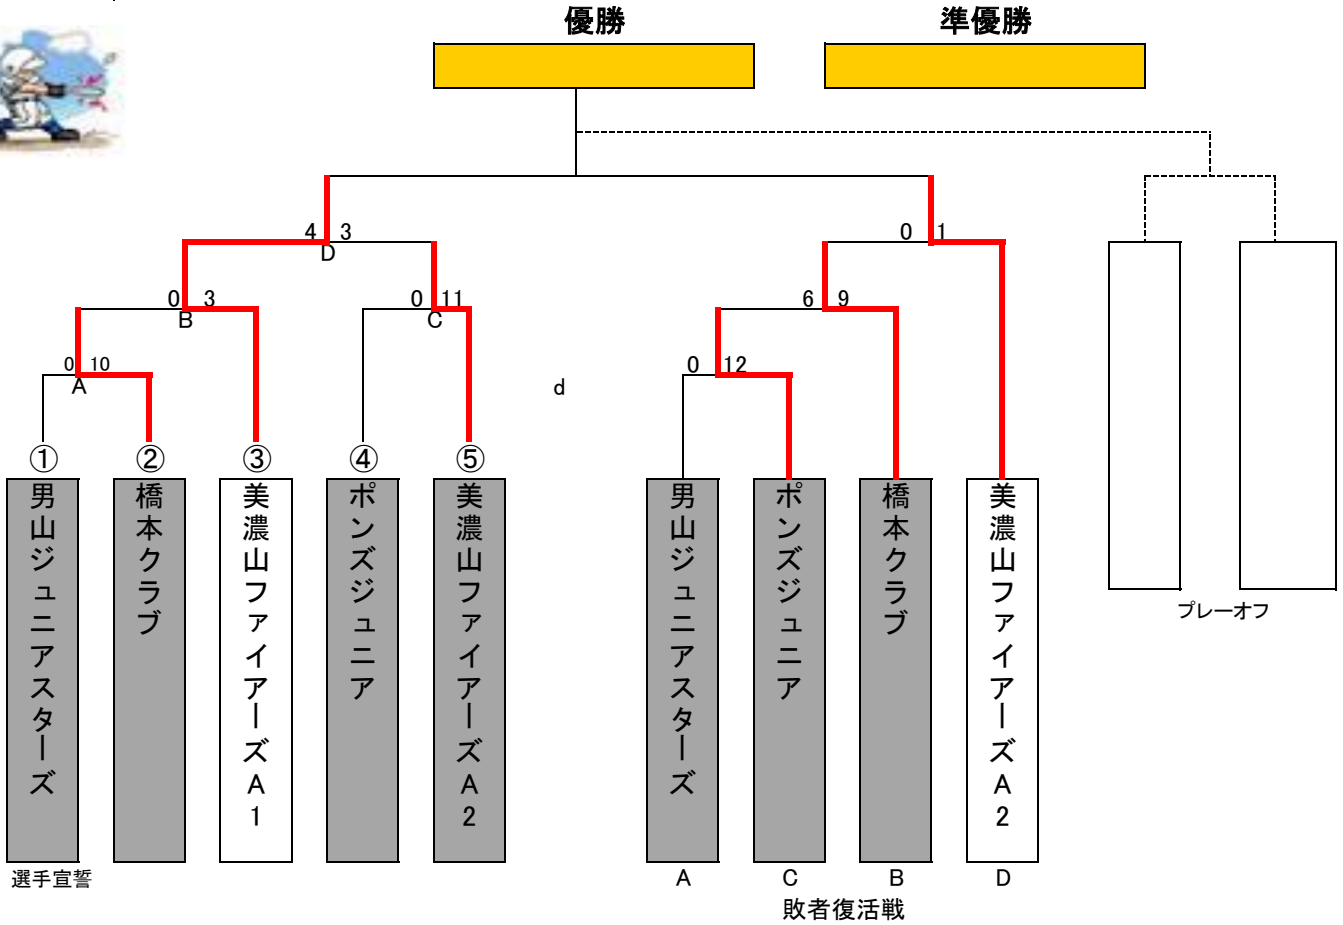 優勝 準優勝
4 3 0 1
D
0 3 0 11 6 9
B C
0 10 0 12
A d
① ② ③ ④ ⑤
男山ジュニアスターズ
橋本クラブ
美濃山ファイアーズA1
ポンズジュニア
美濃山ファイアーズA2
男山ジュニアスターズ
ポンズジュニア
橋本クラブ
美濃山ファイアーズA2
プレーオフ
選手宣誓 A C B D
敗者復活戦